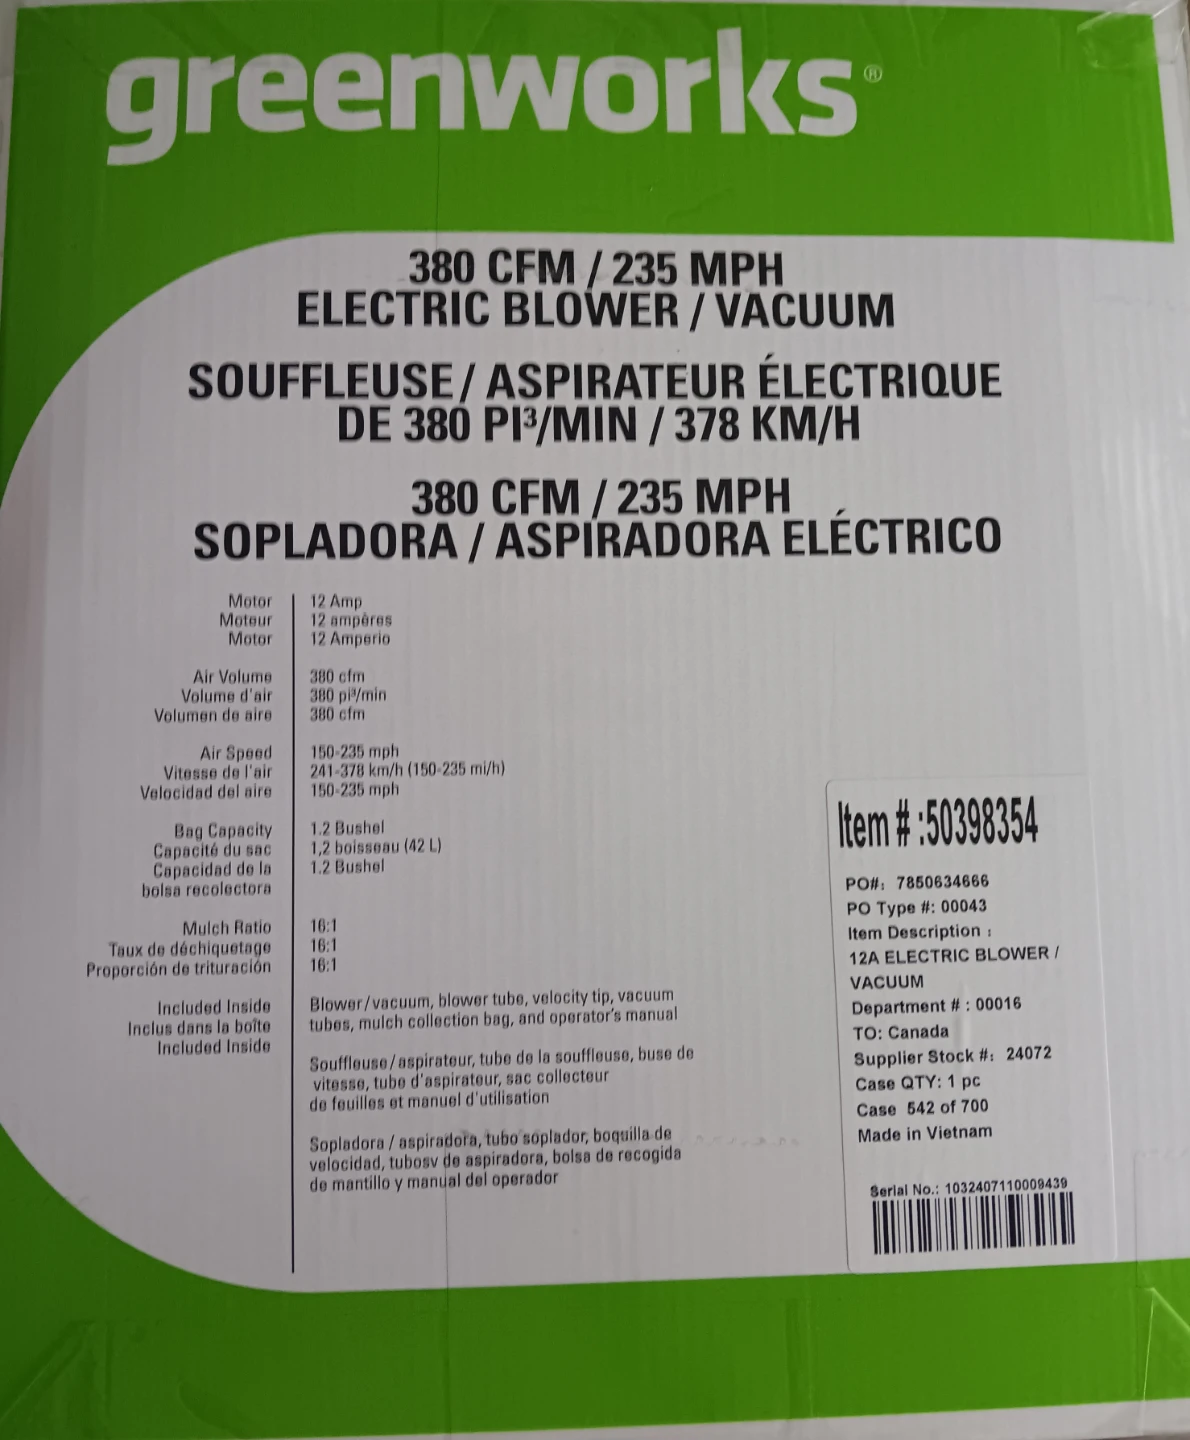 greenworks®
380 CFM / 235 MPH
ELECTRIC BLOWER / VACUUM
SOUFFLEUSE / ASPIRATEUR ÉLECTRIQUE
DE 380 PI³/MIN / 378 KM/H
380 CFM / 235 MPH
SOPLADORA / ASPIRADORA ELÉCTRICO
Motor 12 Amp
Moteur 12 ampères
Motor 12 Amperio
Air Volume 380 cfm
Volume d'air 380 pi³/min
Volumen de aire 380 cfm
Air Speed 150-235 mph
Vitesse de l'air 241-378 km/h (150-235 mi/h)
Velocidad del aire 150-235 mph
Bag Capacity 1.2 Bushel
Capacité du sac 1,2 boisseau (42 L)
Capacidad de la 1.2 Bushel
bolsa recolectora
Mulch Ratio 16:1
Taux de déchiquetage 16:1
Proporción de trituración 16:1
Included Inside
Inclus dans la boîte
Included Inside
Blower/vacuum, blower tube, velocity tip, vacuum
tubes, mulch collection bag, and operator's manual
Souffleuse/aspirateur, tube de la souffleuse, buse de
vitesse, tube d'aspirateur, sac collecteur
de feuilles et manuel d'utilisation
Sopladora / aspiradora, tubo soplador, boquilla de
velocidad, tubosv de aspiradora, bolsa de recogida
de mantillo y manual del operador
Item # :50398354
PO#: 7850634666
PO Type #: 00043
Item Description :
12A ELECTRIC BLOWER /
VACUUM
Department # : 00016
TO: Canada
Supplier Stock #: 24072
Case QTY: 1 pc
Case 542 of 700
Made in Vietnam
Serial No.: 1032407110009439